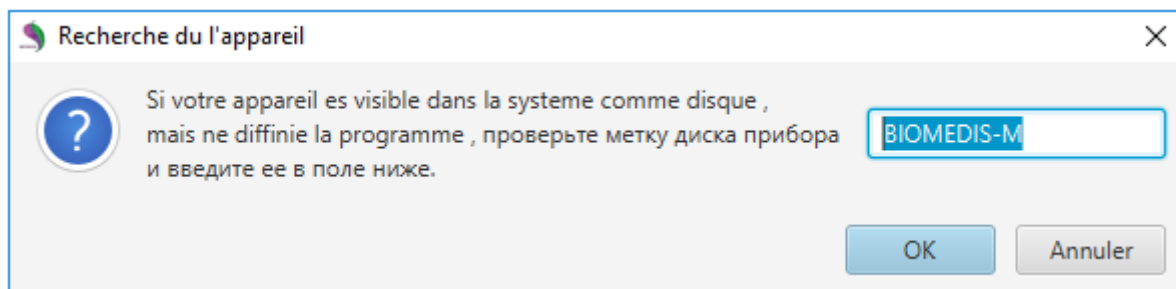 Recherche du l'appareil
Si votre appareil es visible dans la systeme comme disque ,
mais ne diffinie la programme , проверьте метку диска прибора
и введите ее в поле ниже.
BIOMEDIS-M
OK
Annuler